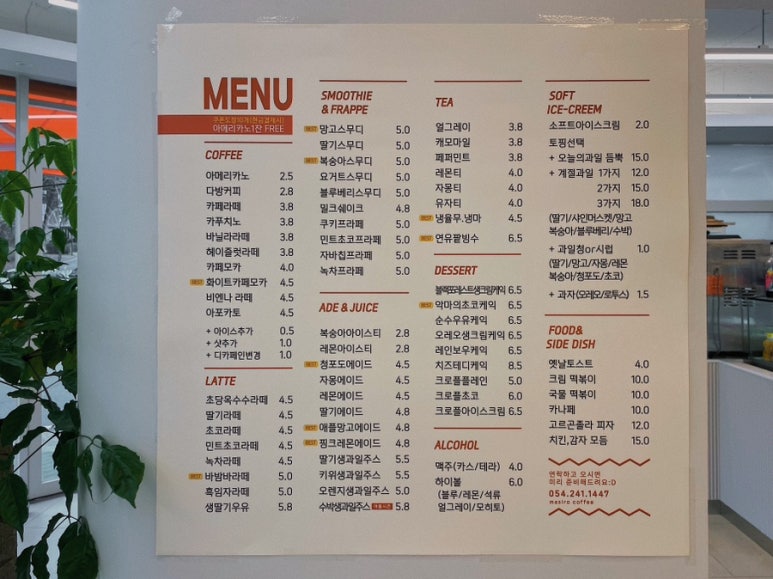 MENU
쿠폰도장10개(현금결제시)
아메리카노1잔 FREE
COFFEE
아메리카노 2.5
다방커피 2.8
카페라떼 3.8
카푸치노 3.8
바닐라라떼 3.8
헤이즐럿라떼 3.8
카페모카 4.0
BEST 화이트카페모카 4.5
비엔나 라떼 4.5
아포카토 4.5
+ 아이스추가 0.5
+ 샷추가 1.0
+ 디카페인변경 1.0
LATTE
초당옥수수라떼 4.5
딸기라떼 4.5
초코라떼 4.5
민트초코라떼 4.5
녹차라떼 4.5
BEST 바밤바라떼 5.0
흑임자라떼 5.0
생딸기우유 5.8
SMOOTHIE
& FRAPPE
BEST 망고스무디 5.0
딸기스무디 5.0
BEST 복숭아스무디 5.0
요거트스무디 5.0
블루베리스무디 5.0
밀크쉐이크 4.8
쿠키프라페 5.0
민트초코프라페 5.0
자바칩프라페 5.0
녹차프라페 5.0
ADE & JUICE
복숭아아이스티 2.8
레몬아이스티 2.8
BEST 청포도에이드 4.5
자몽에이드 4.5
레몬에이드 4.5
딸기에이드 4.8
BEST 애플망고에이드 4.8
BEST 핑크레몬에이드 4.8
딸기생과일주스 5.5
키위생과일주스 5.5
오렌지생과일주스 5.0
수박생과일주스 5.8
TEA
얼그레이 3.8
캐모마일 3.8
페퍼민트 3.8
레몬티 4.0
자몽티 4.0
유자티 4.0
BEST 냉율무.냉마 4.5
BEST 연유팥빙수 6.5
DESSERT
블랙포레스트생크림케익 6.5
BEST 악마의초코케익 6.5
순수우유케익 6.5
오레오생크림케익 6.5
레인보우케익 6.5
치즈테디케익 8.5
크로플플레인 5.0
크로플초코 6.0
크로플아이스크림 6.5
ALCOHOL
맥주(카스/테라) 4.0
하이볼 6.0
(블루/레몬/석류
얼그레이/모히토)
SOFT
ICE-CREEM
소프트아이스크림 2.0
토핑선택
+ 오늘의과일 듬뿍 15.0
+ 계절과일 1가지 12.0
2가지 15.0
3가지 18.0
(딸기/샤인머스켓/망고
복숭아/블루베리/수박)
+ 과일청or시럽 1.0
(딸기/망고/자몽/레몬
복숭아/청포도/초코)
+ 과자(오레오/로투스) 1.5
FOOD&
SIDE DISH
옛날토스트 4.0
크림 떡볶이 10.0
국물 떡볶이 10.0
카나페 10.0
고르곤졸라 피자 12.0
치킨,감자 모듬 15.0
연락하고 오시면
미리 준비해드려요:D
054.241.1447
masiro coffee